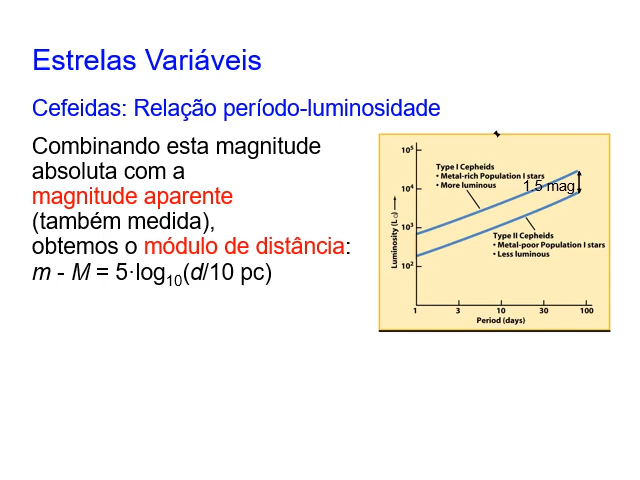 Estrelas Variáveis
Cefeidas: Relação período-luminosidade
Combinando esta magnitude
absoluta com a
magnitude aparente
(também medida),
obtemos o módulo de distância:
m - M = 5·log10(d/10 pc)
10⁵
10⁴
10³
10²
Luminosity (L☉)
Type I Cepheids
• Metal-rich Population I stars
• More luminous
1.5 mag
Type II Cepheids
• Metal-poor Population I stars
• Less luminous
1 3 10 30 100
Period (days)